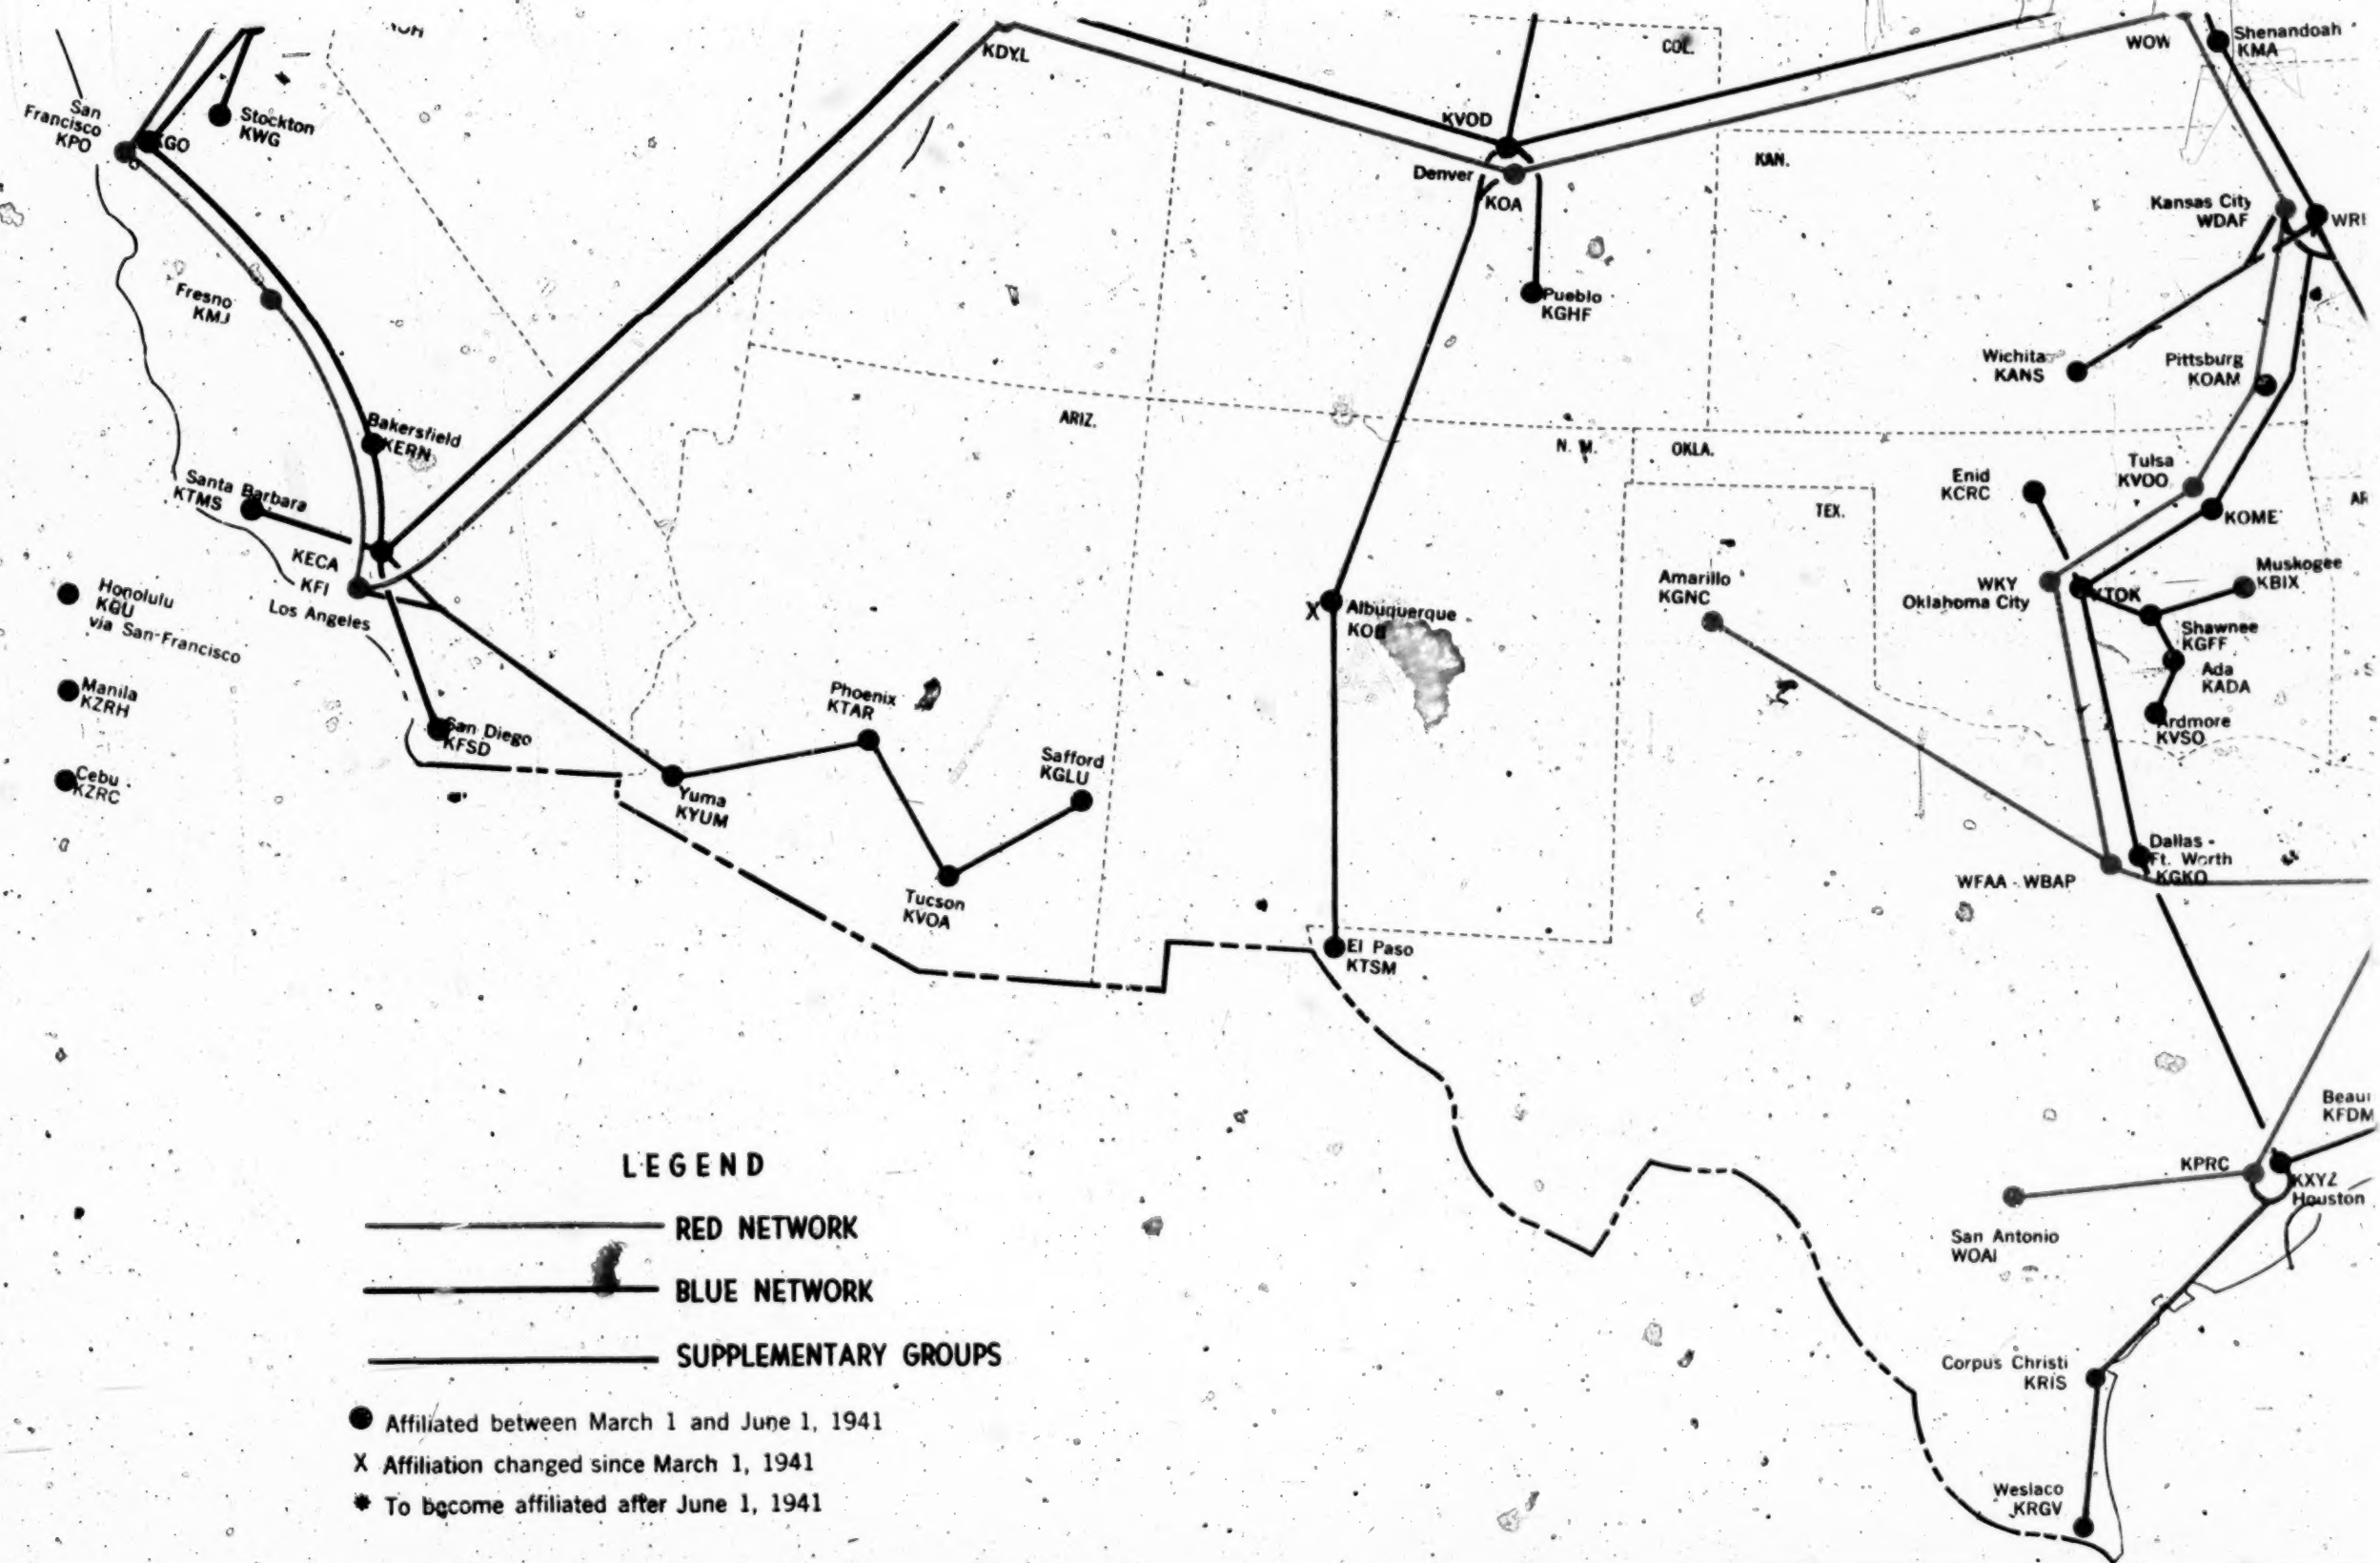 COL.
WOW
Shenandoah
KMA
KDYL
San
Francisco
KPO
KGO
Stockton
KWG
KVOD
Denver
KOA
KAN.
Kansas City
WDAF
Fresno
KMJ
Pueblo
KGHF
Wichita
KANS
Pittsburg
KOAM
Bakersfield
KERN
ARIZ.
N. M.
OKLA.
TEX.
Santa Barbara
KTMS
Enid
KCRC
Tulsa
KVOO
KOME
KECA
KFI
Los Angeles
Honolulu
KGU
via San Francisco
Manila
KZRH
Cebu
KZRC
San Diego
KFSD
Yuma
KYUM
Phoenix
KTAR
Tucson
KVOA
Safford
KGLU
X
Albuquerque
KOB
El Paso
KTSM
Amarillo
KGNC
WKY
Oklahoma City
KTOK
Muskogee
KBIX
Shawnee
KGFF
Ada
KADA
Ardmore
KVSO
Dallas -
Ft. Worth
KGKO
WFAA - WBAP
KFDM
KPRC
KXYZ
Houston
San Antonio
WOAI
Corpus Christi
KRIS
Weslaco
KRGV
LEGEND
RED NETWORK
BLUE NETWORK
SUPPLEMENTARY GROUPS
Affiliated between March 1 and June 1, 1941
X Affiliation changed since March 1, 1941
* To become affiliated after June 1, 1941